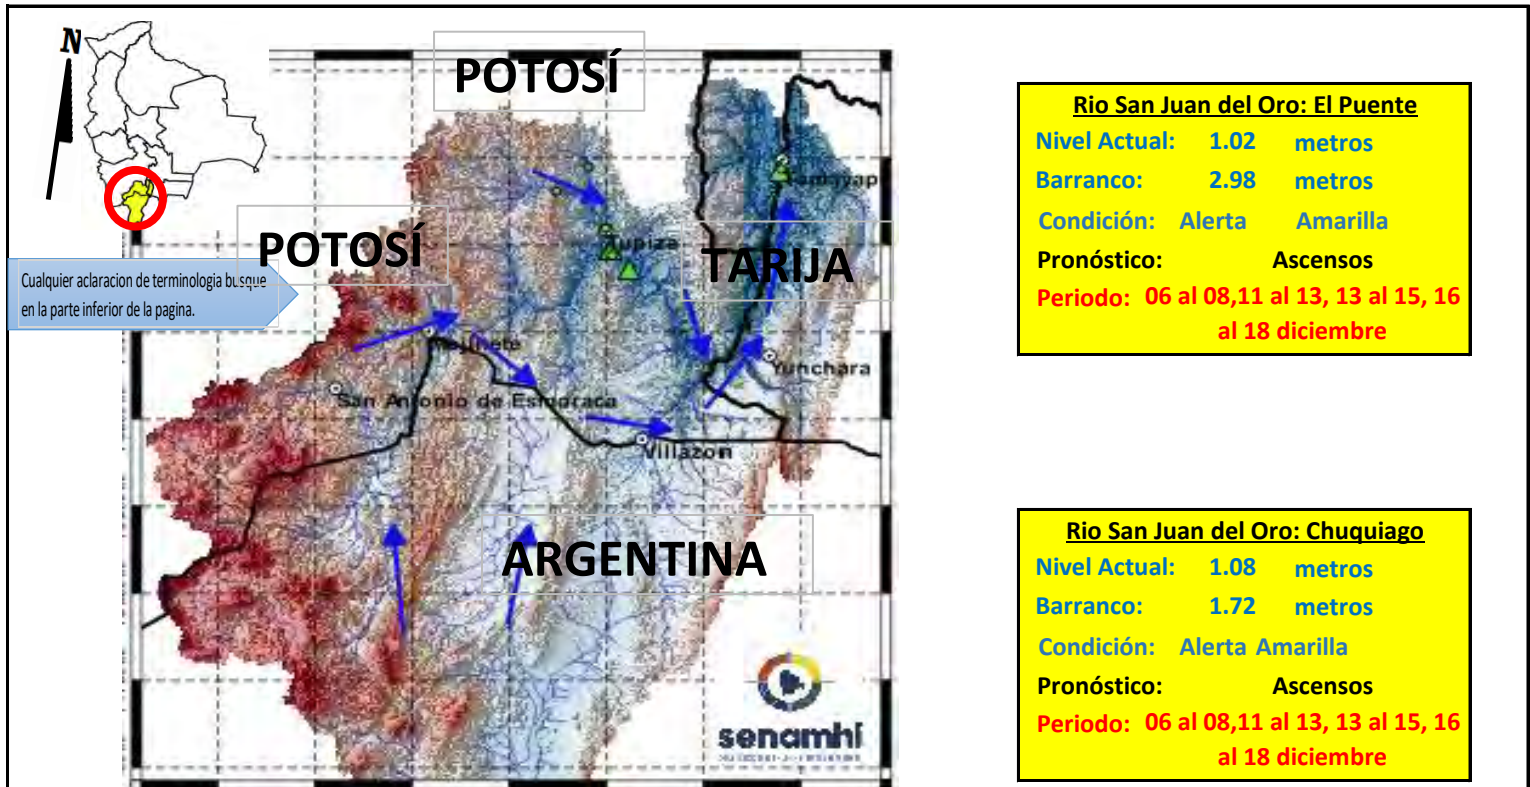 N
POTOSÍ
POTOSÍ
TARIJA
Cualquier aclaracion de terminologia busque
en la parte inferior de la pagina.
Tupiza
Yunchara
San Antonio de Esmoraca
Villazon
ARGENTINA
senamhi
Rio San Juan del Oro: El Puente
Nivel Actual: 1.02 metros
Barranco: 2.98 metros
Condición: Alerta Amarilla
Pronóstico: Ascensos
Periodo: 06 al 08,11 al 13, 13 al 15, 16
al 18 diciembre
Rio San Juan del Oro: Chuquiago
Nivel Actual: 1.08 metros
Barranco: 1.72 metros
Condición: Alerta Amarilla
Pronóstico: Ascensos
Periodo: 06 al 08,11 al 13, 13 al 15, 16
al 18 diciembre